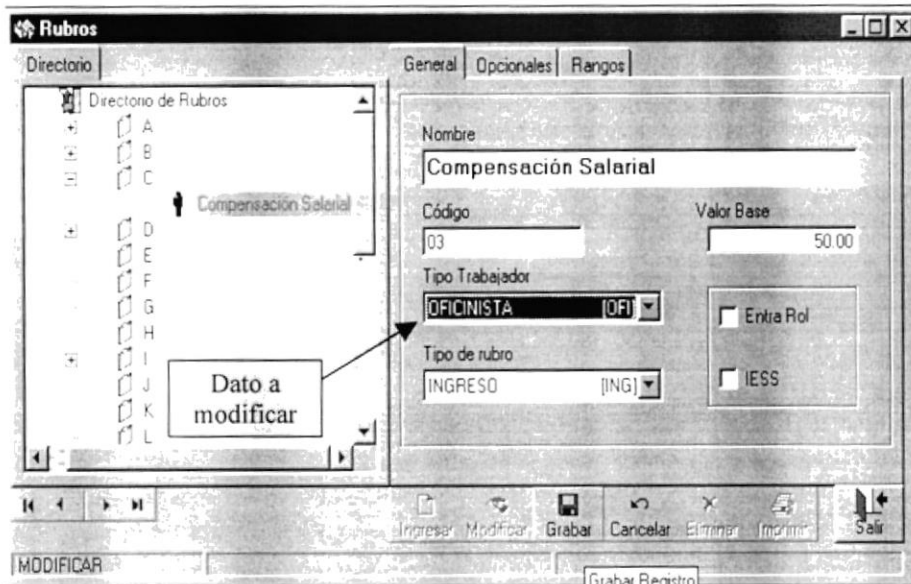 Rubros
Directorio
General Opcionales Rangos
Directorio de Rubros
A
B
C
Compensación Salarial
D
E
F
G
H
I
J
K
L
Nombre
Compensación Salarial
Código
03
Valor Base
50.00
Tipo Trabajador
OFICINISTA [OFI]
Entra Rol
Tipo de rubro
INGRESO [ING]
IESS
Dato a
modificar
Ingresar Modificar Grabar Cancelar Eliminar Imprimir Salir
MODIFICAR
Grabar Registro